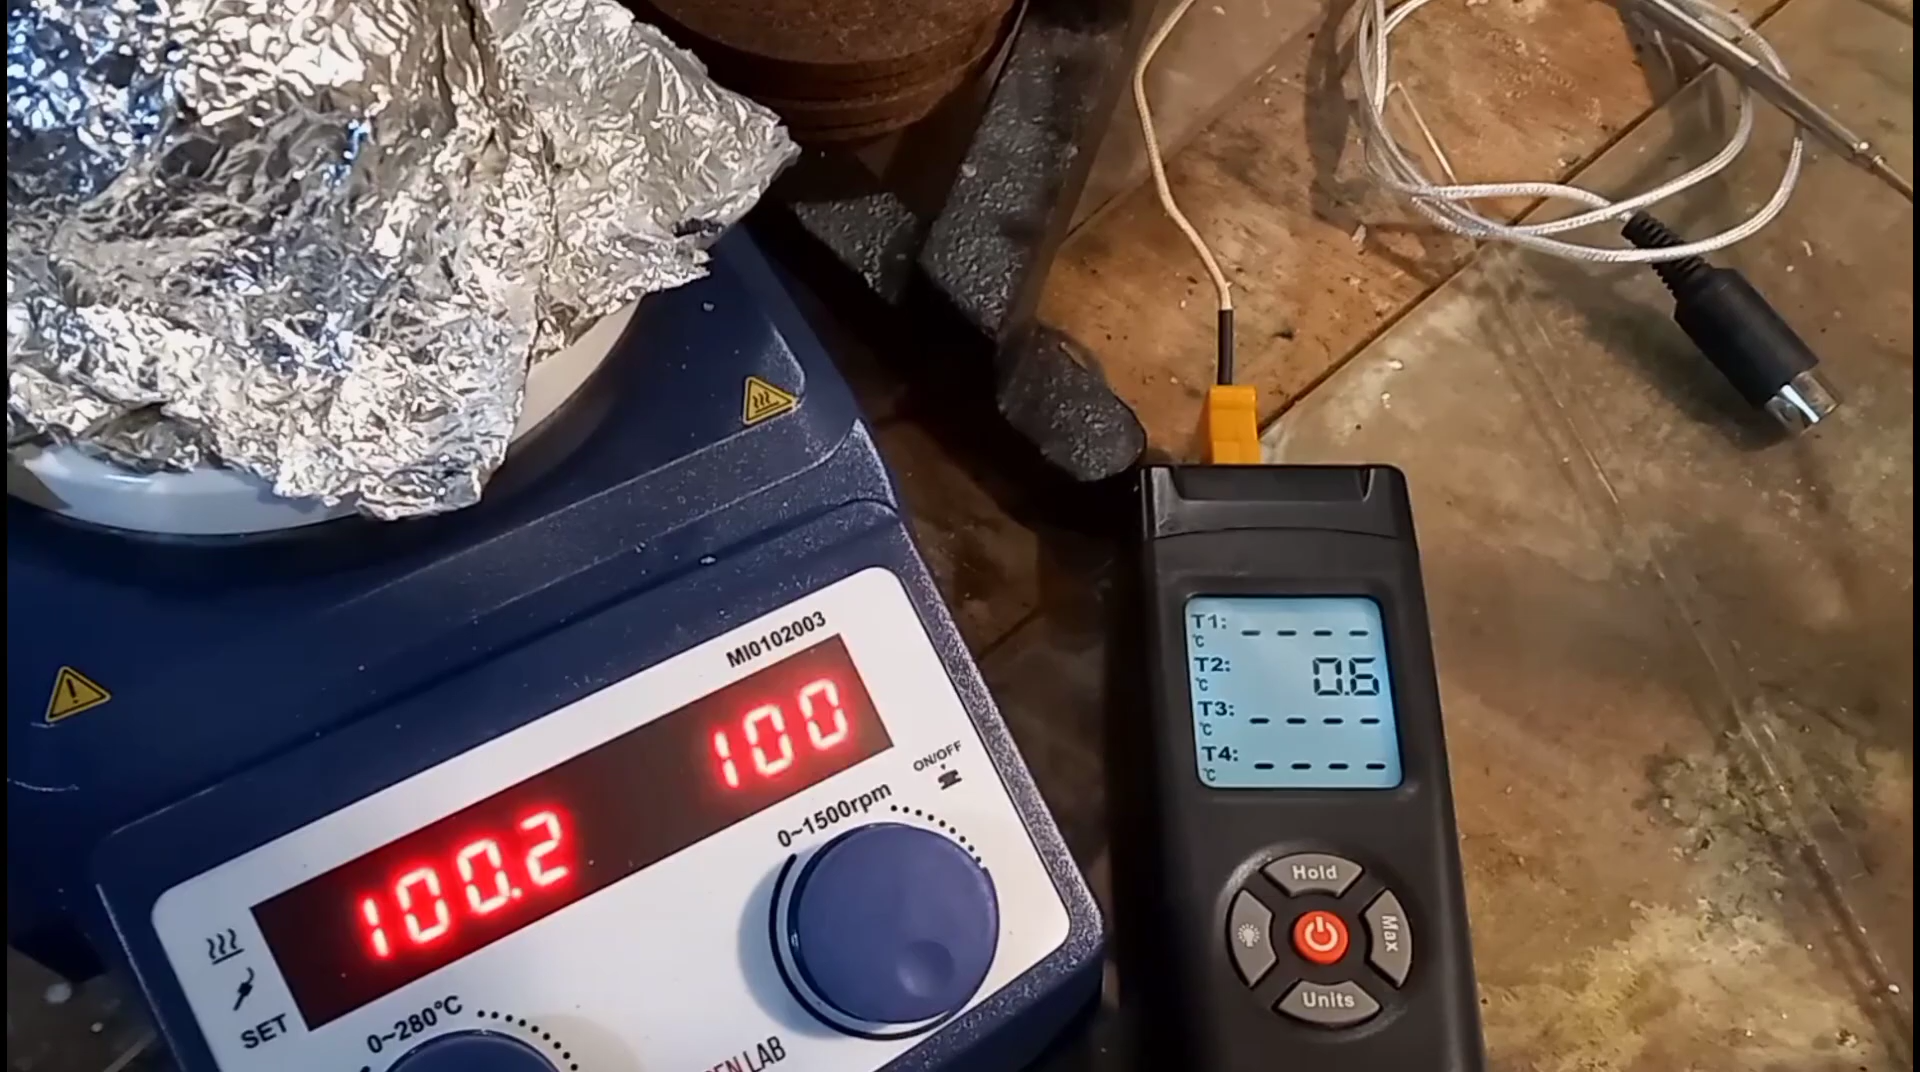 MI0102003
100.2 100
ON/OFF
0~1500rpm
SET
0~280°C
LAB
T1:
°C
- - - -
T2:
°C
0.6
T3:
°C
- - - -
T4:
°C
- - - -
Hold
Max
Units